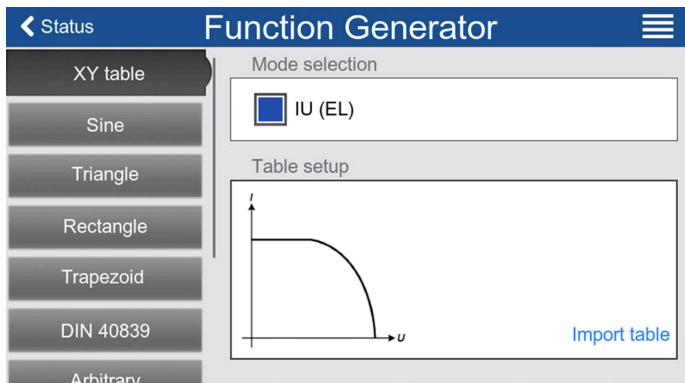 Status
Function Generator
XY table
Sine
Triangle
Rectangle
Trapezoid
DIN 40839
Arbitrary
Mode selection
IU (EL)
Table setup
I
U
Import table